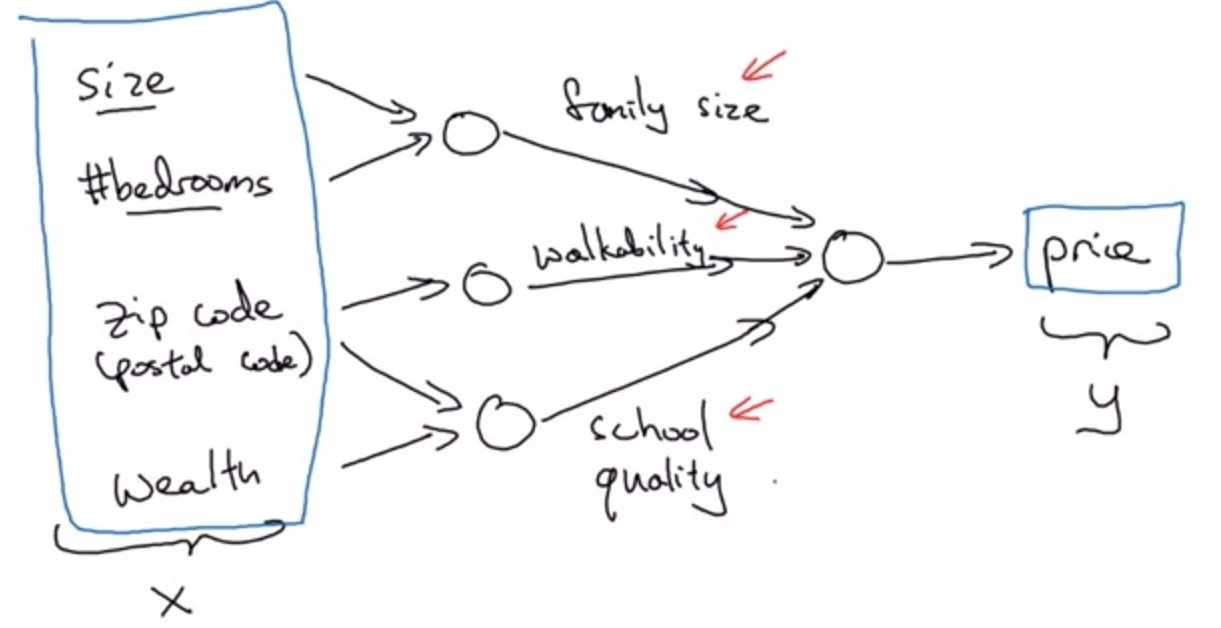 size
family size
#bedrooms
walkability
price
zip code
(postal code)
y
school
quality
wealth
x